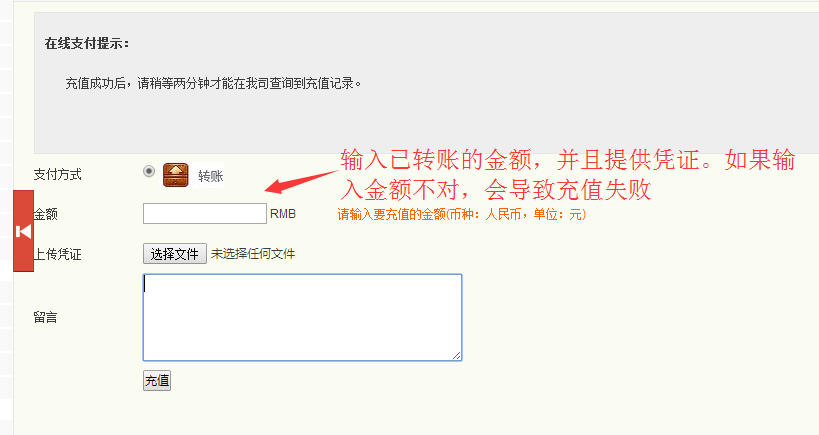 在线支付提示：
充值成功后，请稍等两分钟才能在我司查询到充值记录。
输入已转账的金额，并且提供凭证。如果输
入金额不对，会导致充值失败
支付方式 转账
金额 RMB 请输入要充值的金额(币种：人民币，单位：元)
上传凭证 选择文件 未选择任何文件
留言
充值